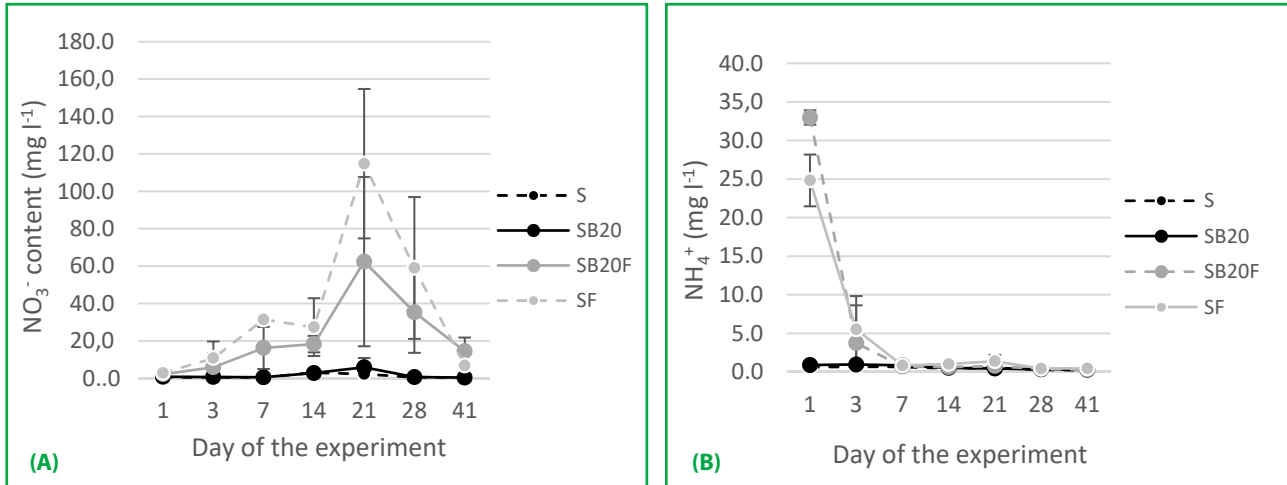 180.0
160,0
140.0
120.0
100.0
80.0
60.0
40.0
20,0
0.0
NO₃⁻ content (mg l⁻¹)
1 3 7 14 21 28 41
Day of the experiment
S
SB20
SB20F
SF
(A)
40.0
35,0
30.0
25.0
20.0
15.0
10.0
5.0
0.0
NH₄⁺ (mg l⁻¹)
1 3 7 14 21 28 41
Day of the experiment
S
SB20
SB20F
SF
(B)